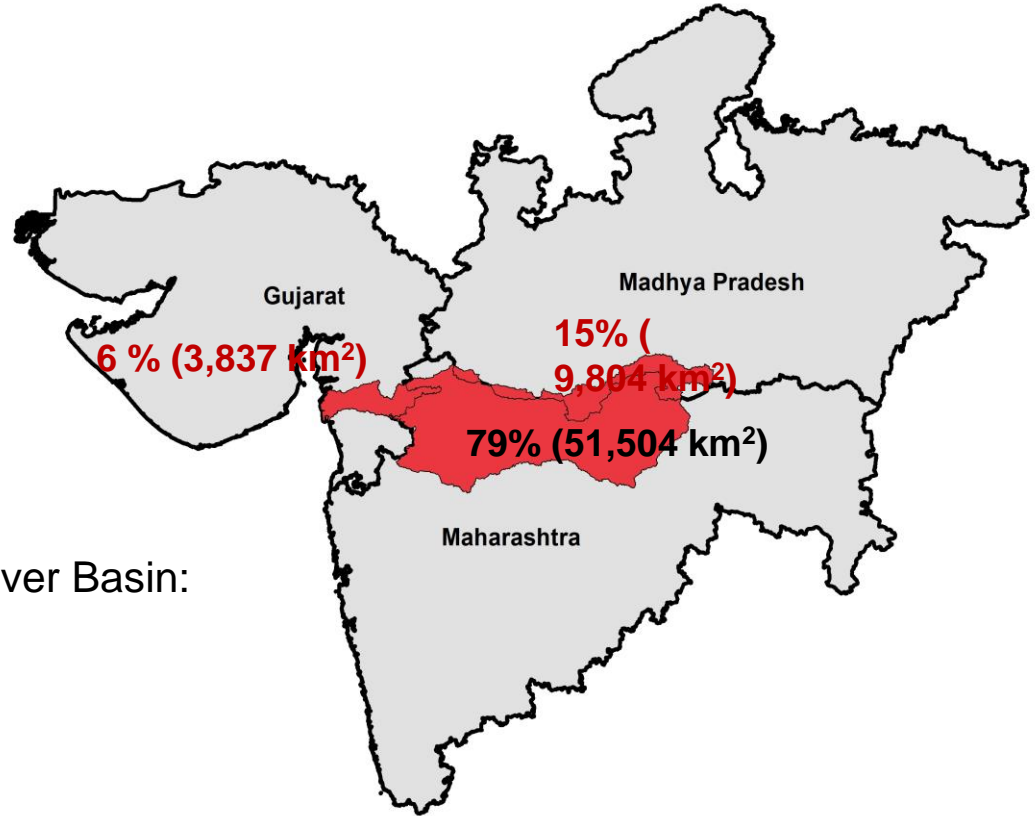 Madhya Pradesh
Gujarat
15% (
9,804 km²)
6 % (3,837 km²)
79% (51,504 km²)
Maharashtra
ver Basin: